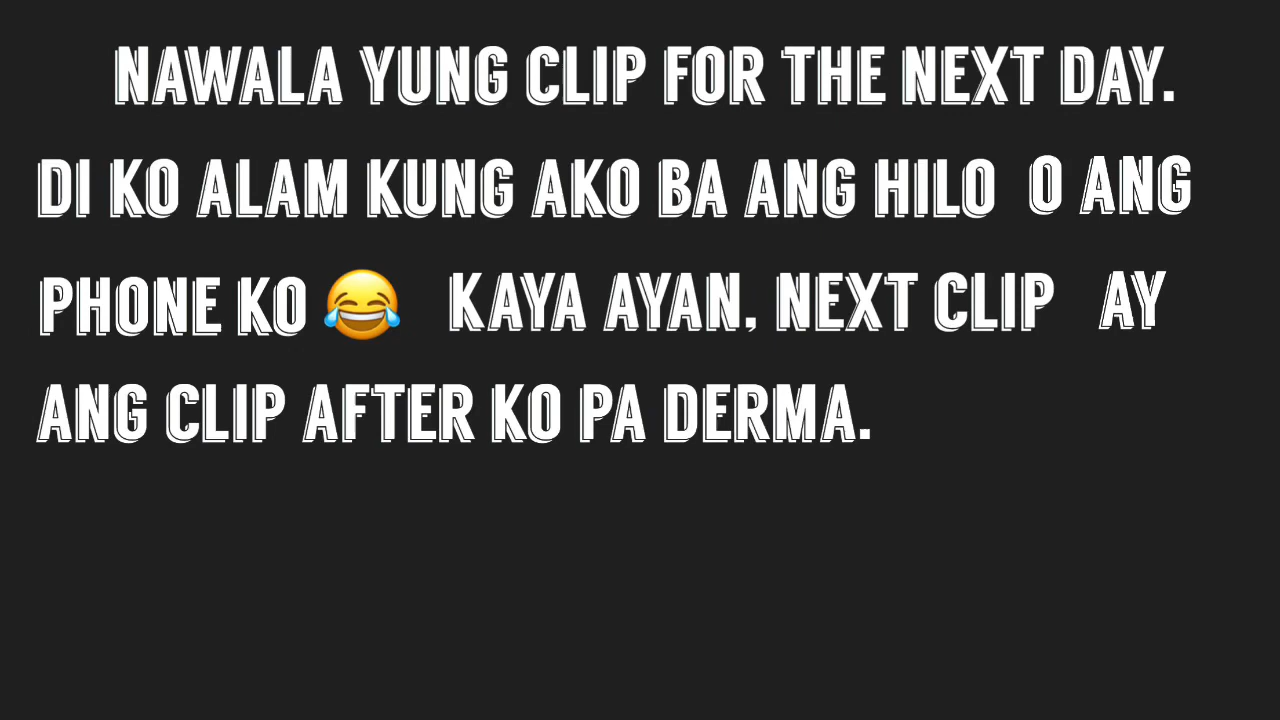 NAWALA YUNG CLIP FOR THE NEXT DAY.
DI KO ALAM KUNG AKO BA ANG HILO O ANG
PHONE KO 😂 KAYA AYAN, NEXT CLIP AY
ANG CLIP AFTER KO PA DERMA.